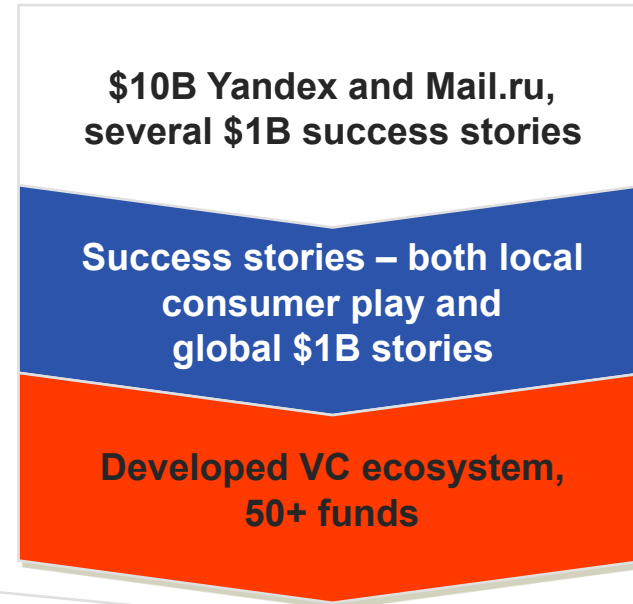 $10B Yandex and Mail.ru,
several $1B success stories
Success stories – both local
consumer play and
global $1B stories
Developed VC ecosystem,
50+ funds